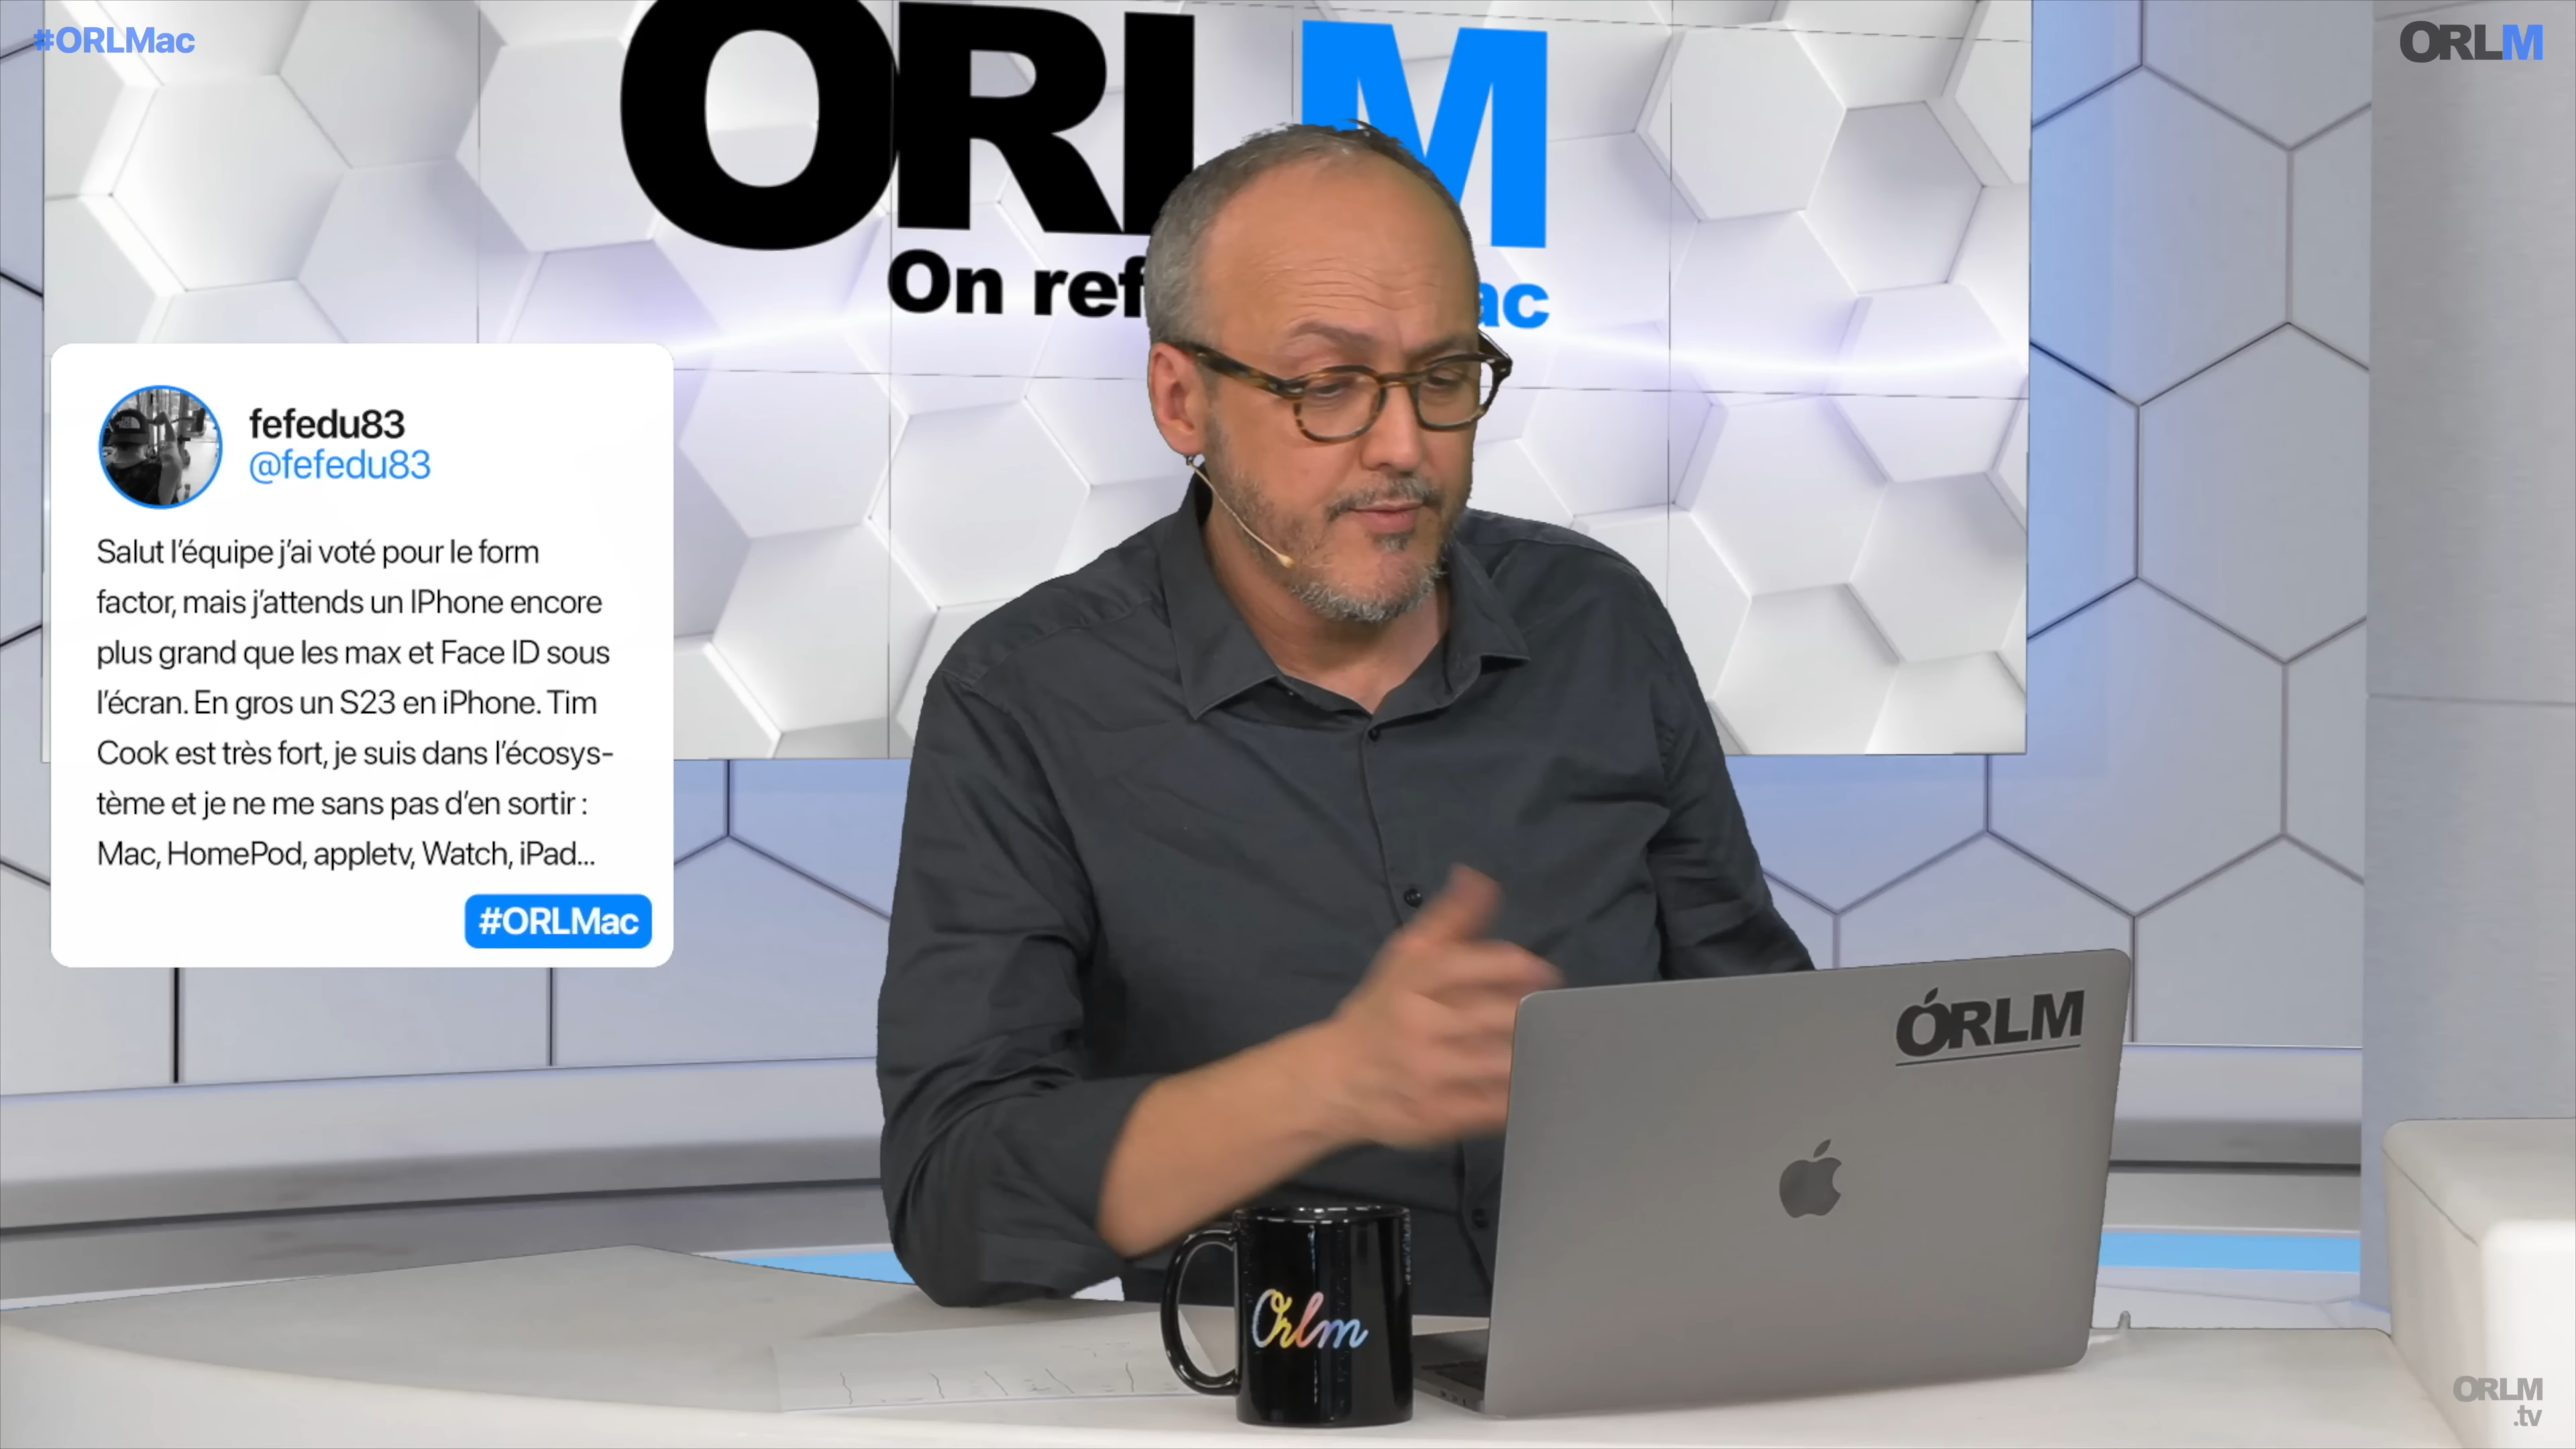 #ORLMac
ORLM
ORLM
On ref ac
fefedu83
@fefedu83
Salut l'équipe j'ai voté pour le form
factor, mais j'attends un IPhone encore
plus grand que les max et Face ID sous
l'écran. En gros un S23 en iPhone. Tim
Cook est très fort, je suis dans l'écosys-
tème et je ne me sans pas d'en sortir :
Mac, HomePod, appletv, Watch, iPad...
#ORLMac
ORLM
Orlm
ORLM
.tv